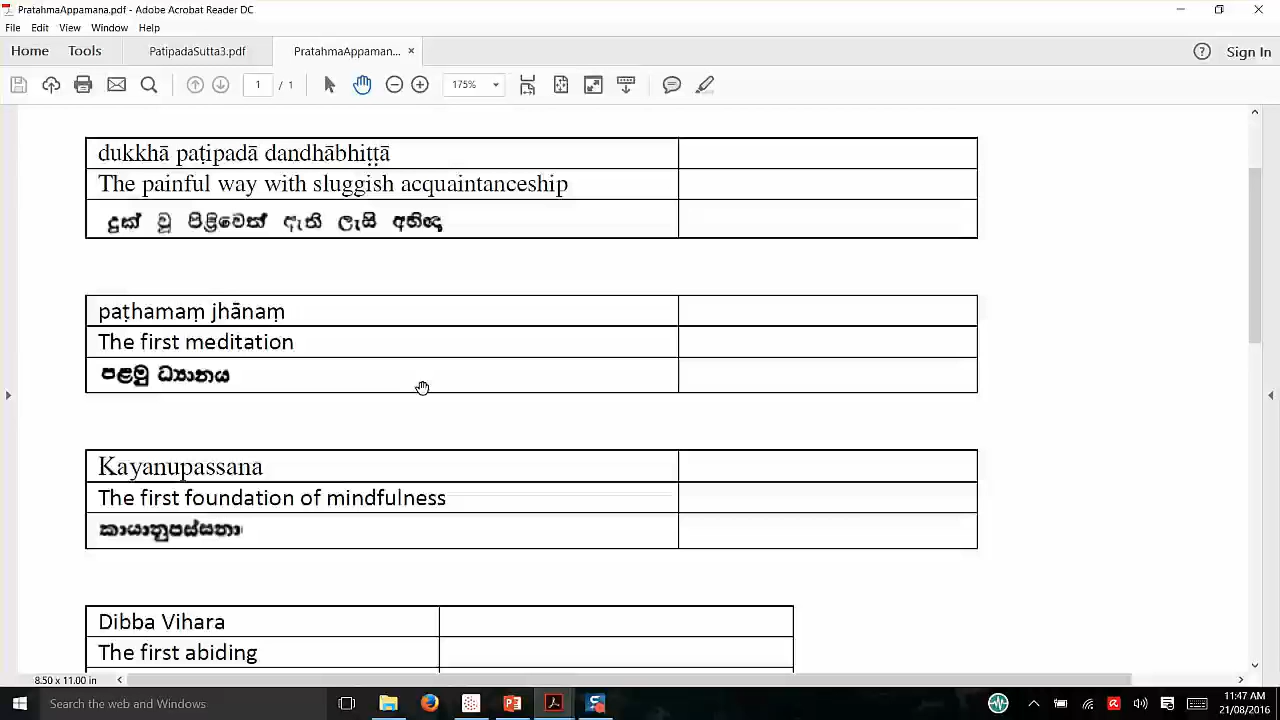 PratahmaAppamana.pdf - Adobe Acrobat Reader DC
File Edit View Window Help
Home Tools PatipadaSutta3.pdf PratahmaAppaman... × Sign In
1 / 1 175%
dukkhā paṭipadā dandhābhiṭṭā
The painful way with sluggish acquaintanceship
දුක් වූ පිළිවෙත් ඇති ලැසි අභිඥ
paṭhamaṃ jhānaṃ
The first meditation
පළමු ධ්‍යානය
Kayanupassana
The first foundation of mindfulness
කායානුපස්සනා
Dibba Vihara
The first abiding
8.50 x 11.00 in
Search the web and Windows
11:47 AM
21/08/2016